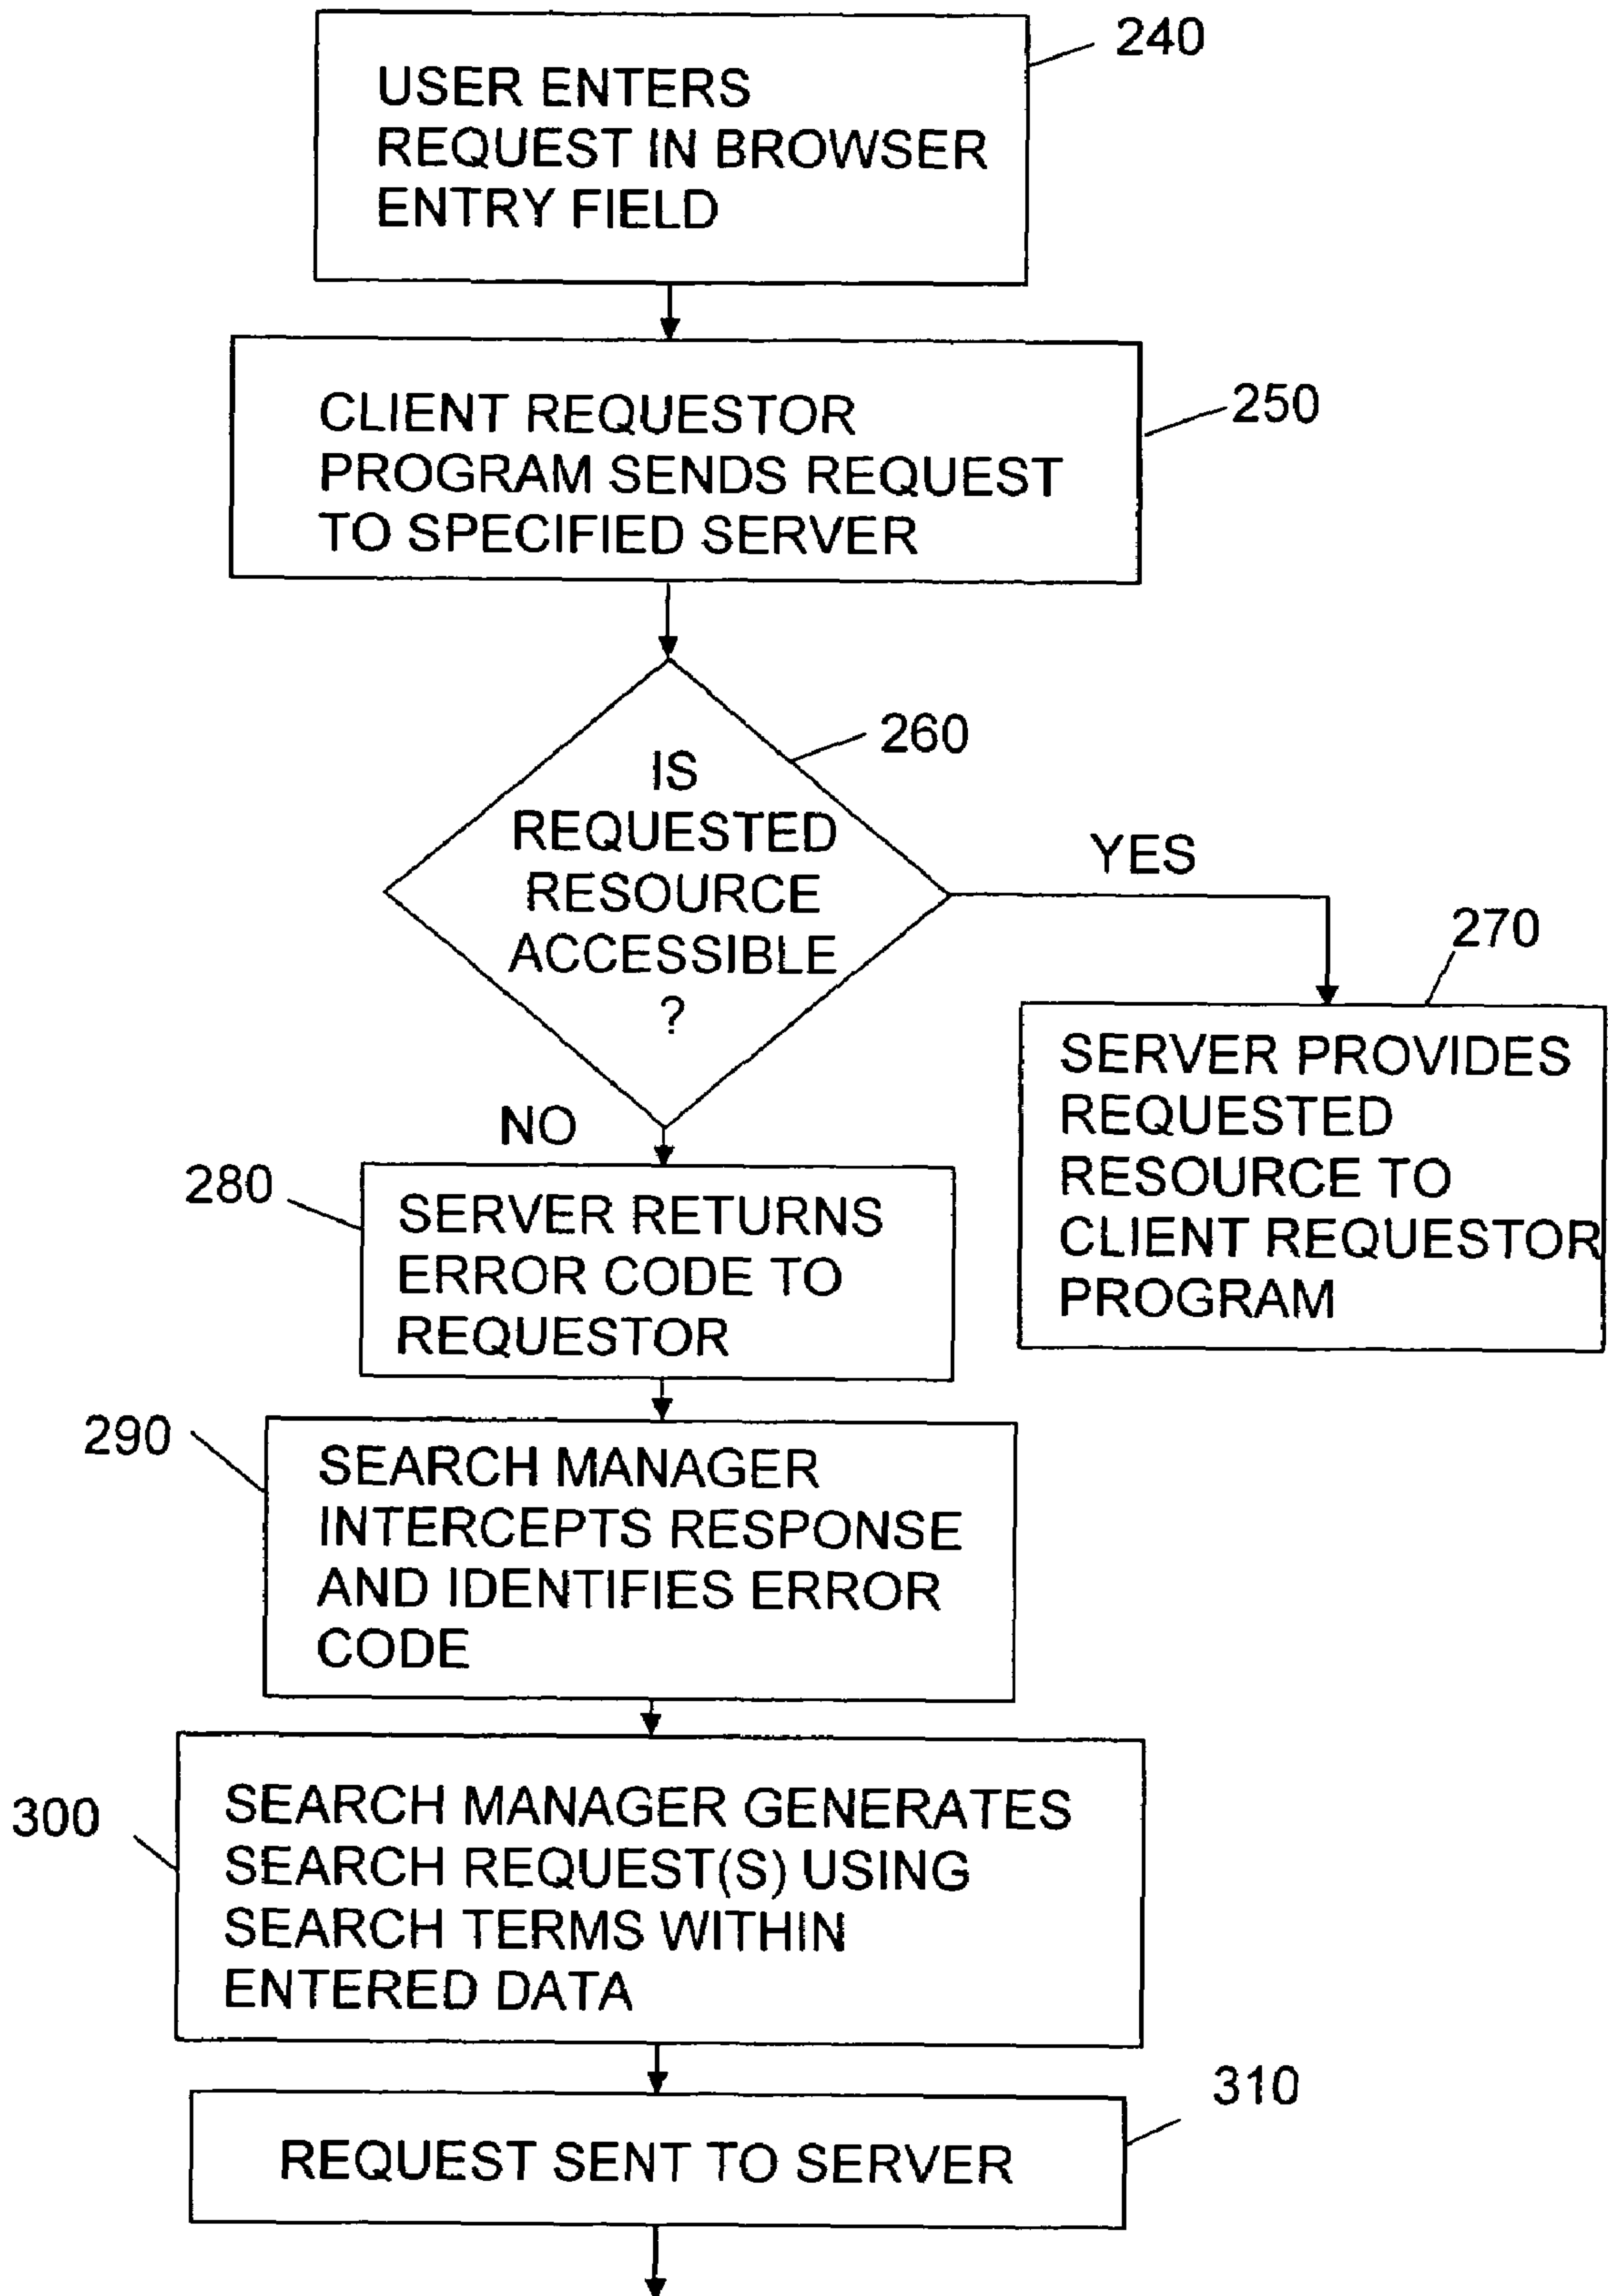 240
USER ENTERS
REQUEST IN BROWSER
ENTRY FIELD
250
CLIENT REQUESTOR
PROGRAM SENDS REQUEST
TO SPECIFIED SERVER
260
IS
REQUESTED
RESOURCE
ACCESSIBLE
?
YES
270
SERVER PROVIDES
REQUESTED
RESOURCE TO
CLIENT REQUESTOR
PROGRAM
NO
280
SERVER RETURNS
ERROR CODE TO
REQUESTOR
290
SEARCH MANAGER
INTERCEPTS RESPONSE
AND IDENTIFIES ERROR
CODE
300
SEARCH MANAGER GENERATES
SEARCH REQUEST(S) USING
SEARCH TERMS WITHIN
ENTERED DATA
310
REQUEST SENT TO SERVER